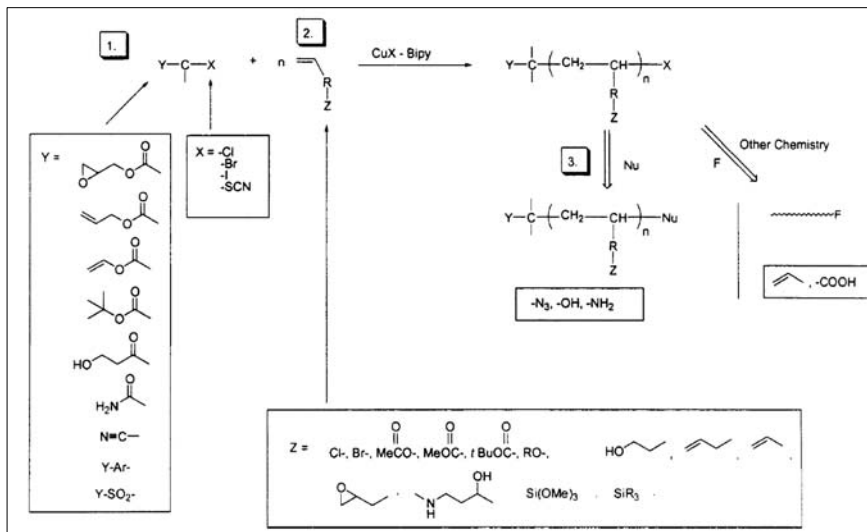 1.
2.
Y
X
+ n
R
Z
CuX - Bipy
Y
CH2
CH
n
X
R
Z
Other Chemistry
3.
Nu
F
Y =
O
O
O
O
O
O
O
O
O
HO
O
H2N
O
N≡C—
Y-Ar-
Y-SO2-
X = -Cl
-Br
-I
-SCN
Y
CH2
CH
n
Nu
R
Z
F
-N3, -OH, -NH2
, -COOH
Z =
O O O
Cl-, Br-, MeCO-, MeOC-, t BuOC-, RO-,
HO
,
,
O
N
H
OH
Si(OMe)3
SiR3